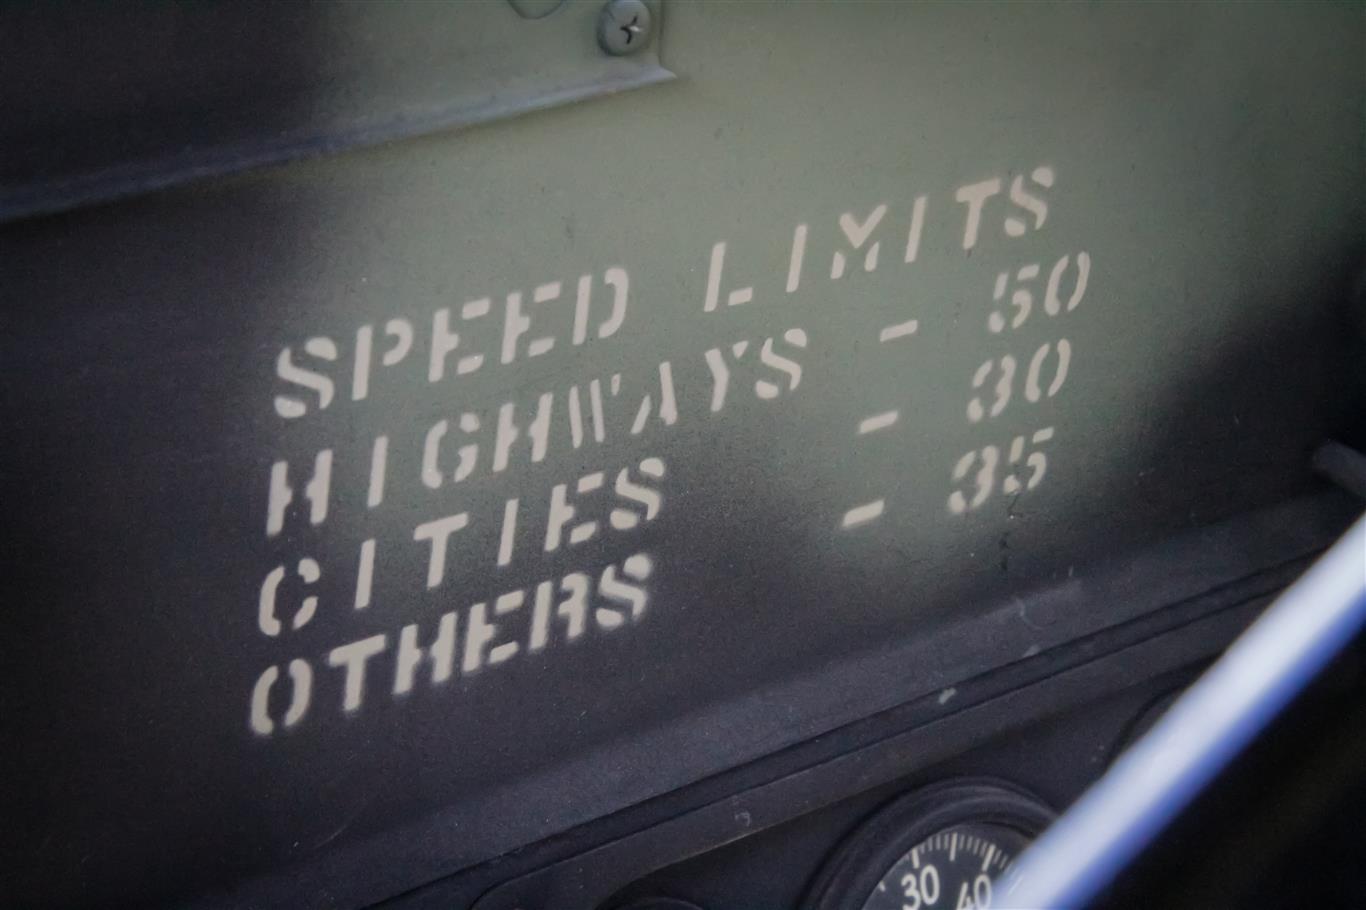 SPEED LIMITS
HIGHWAYS - 50
CITIES - 30
OTHERS - 35
30 40